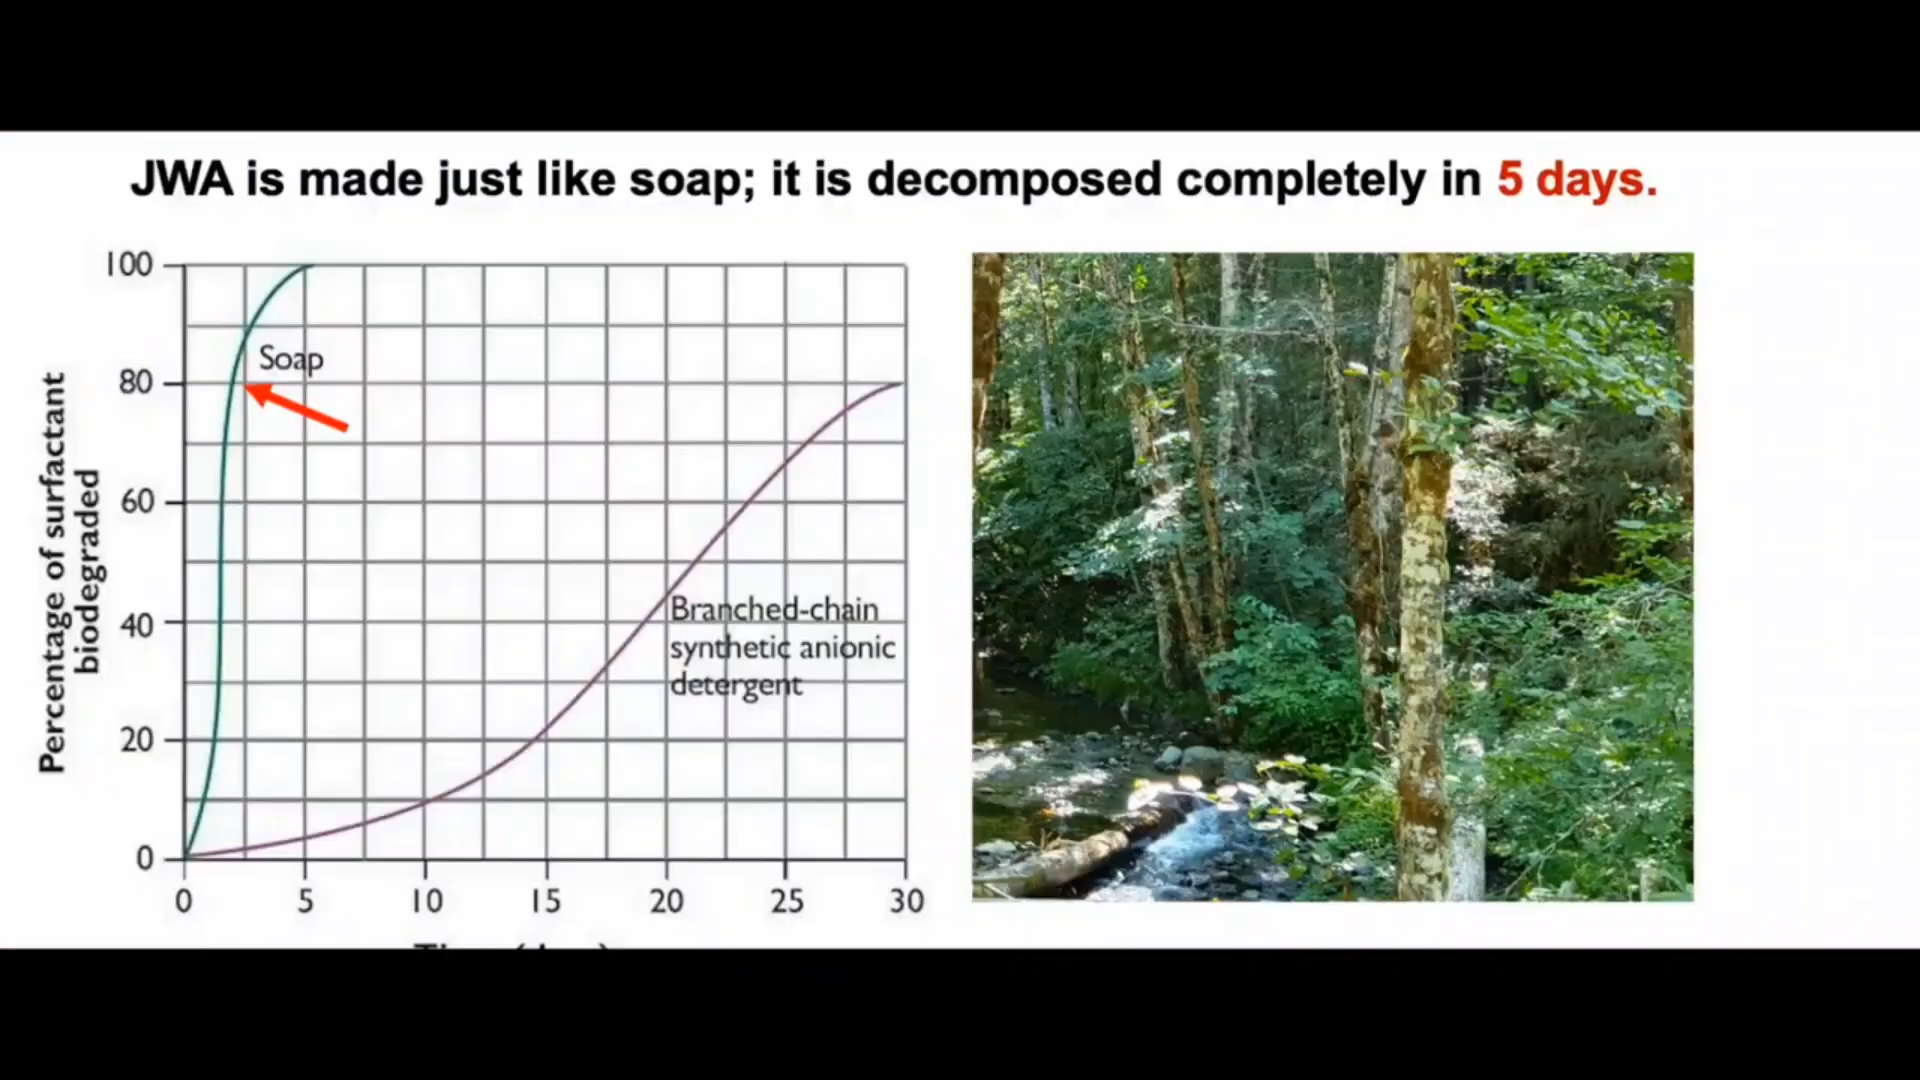 JWA is made just like soap; it is decomposed completely in 5 days.
Percentage of surfactant
biodegraded
100
80
60
40
20
0
Soap
Branched-chain
synthetic anionic
detergent
0 5 10 15 20 25 30